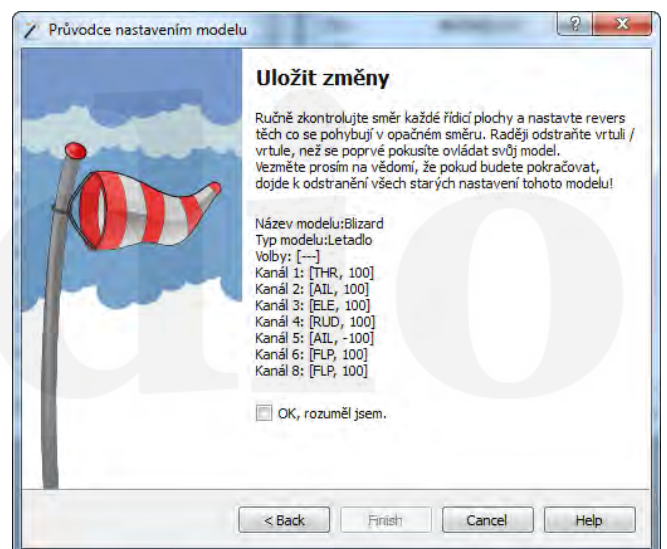 Průvodce nastavením modelu
Uložit změny
Ručně zkontrolujte směr každé řídicí plochy a nastavte revers
těch co se pohybují v opačném směru. Raději odstraňte vrtuli /
vrtule, než se poprvé pokusíte ovládat svůj model.
Vezměte prosím na vědomí, že pokud budete pokračovat,
dojde k odstranění všech starých nastavení tohoto modelu!
Název modelu:Blizard
Typ modelu:Letadlo
Volby: [---]
Kanál 1: [THR, 100]
Kanál 2: [AIL, 100]
Kanál 3: [ELE, 100]
Kanál 4: [RUD, 100]
Kanál 5: [AIL, -100]
Kanál 6: [FLP, 100]
Kanál 8: [FLP, 100]
OK, rozuměl jsem.
< Back Finish Cancel Help